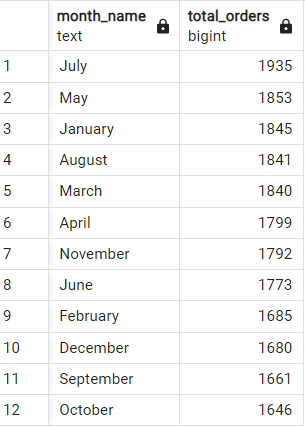 month_name total_orders
text bigint
1 July 1935
2 May 1853
3 January 1845
4 August 1841
5 March 1840
6 April 1799
7 November 1792
8 June 1773
9 February 1685
10 December 1680
11 September 1661
12 October 1646